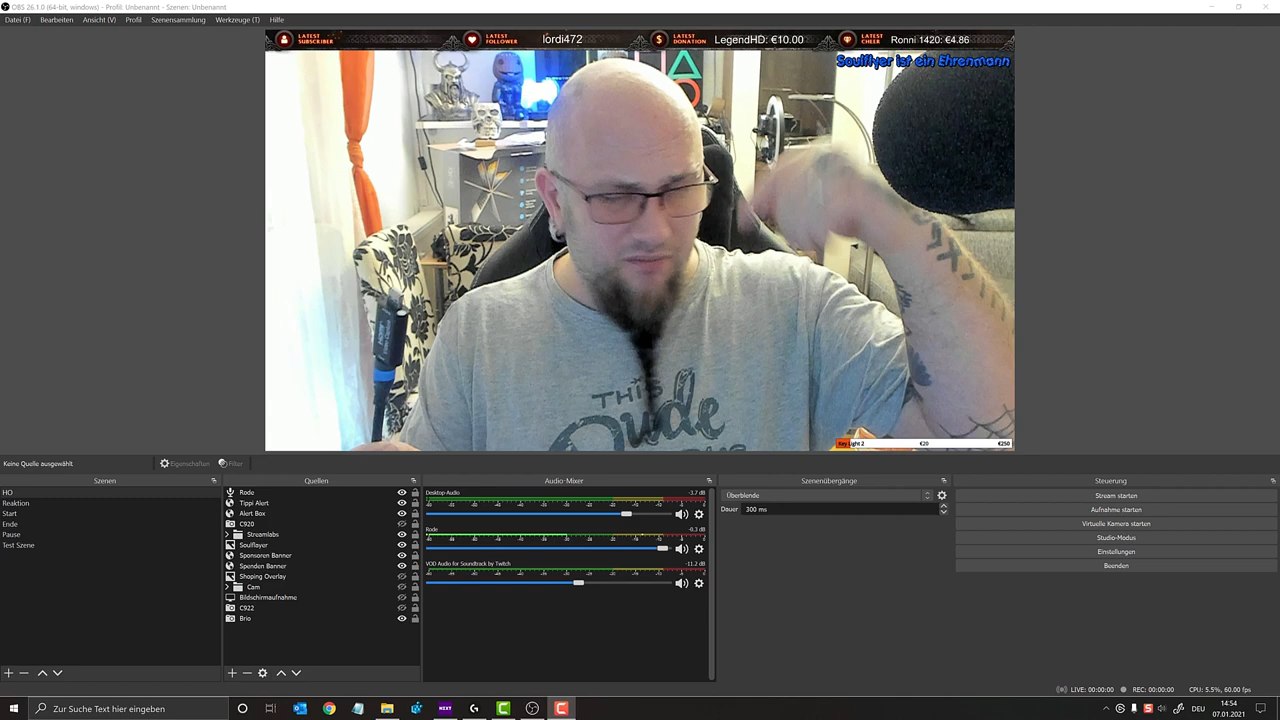 OBS 26.1.0 (64-bit, windows) - Profil: Unbenannt - Szenen: Unbenannt
Datei (F) Bearbeiten Ansicht (V) Profil Szenensammlung Werkzeuge (T) Hilfe
LATEST SUBSCRIBER
LATEST FOLLOWER
lordi472
LATEST DONATION
LegendHD: €10.00
LATEST CHEER
Ronni 1420: €4.86
Soulflyer ist ein Ehrenmann
THIS
Dude
Key Light 2 €20 €250
Keine Quelle ausgewählt Eigenschaften Filter
Szenen
HO
Reaktion
Start
Ende
Pause
Test Szene
Quellen
Rode
Tippi Alert
Alert Box
C920
Streamlabs
Soulflayer
Sponsoren Banner
Spenden Banner
Shoping Overlay
Cam
Bildschirmaufnahme
C922
Brio
Audio-Mixer
Desktop-Audio -3.7 dB
Rode -9.3 dB
VOD Audio for Soundtrack by Twitch -11.2 dB
Szenenübergänge
Überblende
Dauer 300 ms
Steuerung
Stream starten
Aufnahme starten
Virtuelle Kamera starten
Studio-Modus
Einstellungen
Beenden
LIVE: 00:00:00 REC: 00:00:00 CPU: 5.5%, 60.00 fps
Zur Suche Text hier eingeben
NEXT
DEU
14:54
07.01.2021